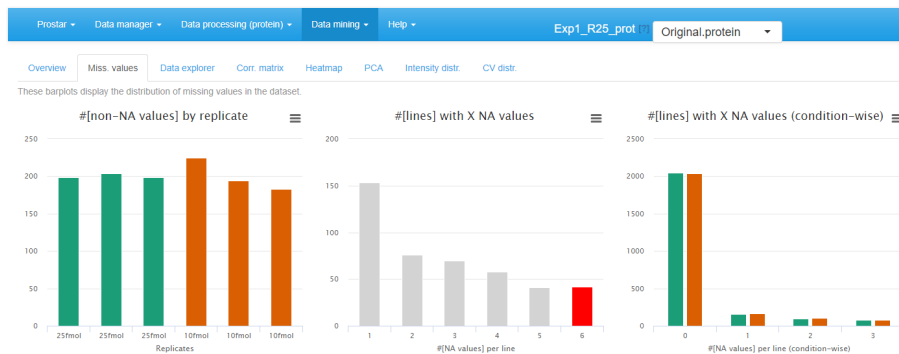 Prostar Data manager Data processing (protein) Data mining Help Exp1_R25_prot [?] Original.protein
Overview Miss. values Data explorer Corr. matrix Heatmap PCA Intensity distr. CV distr.
These barplots display the distribution of missing values in the dataset.
#[non-NA values] by replicate
250
200
150
100
50
0
25fmol 25fmol 25fmol 10fmol 10fmol 10fmol
Replicates
#[lines] with X NA values
200
150
100
50
0
1 2 3 4 5 6
#[NA values] per line
#[lines] with X NA values (condition-wise)
2500
2000
1500
1000
500
0
0 1 2 3
#[NA values] per line (condition-wise)